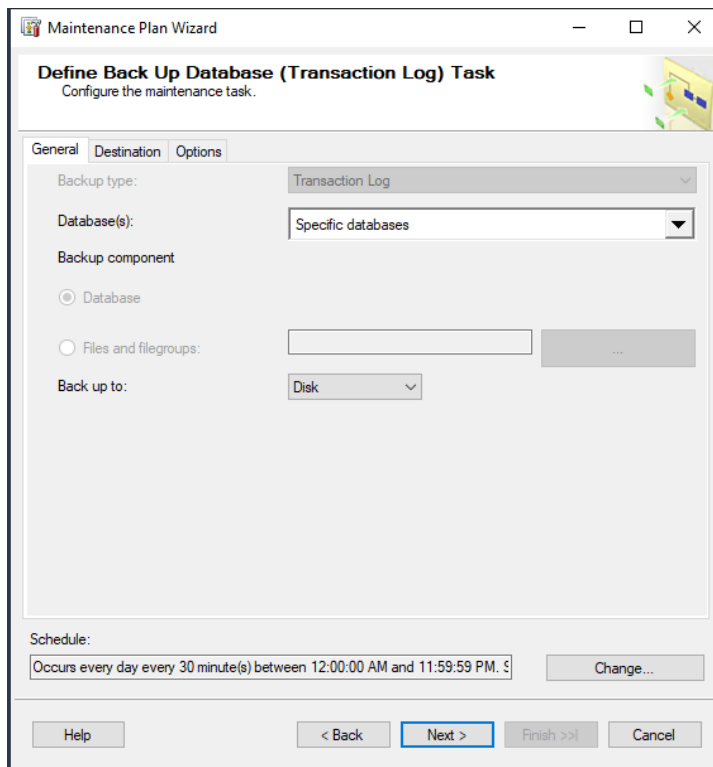 Maintenance Plan Wizard
Define Back Up Database (Transaction Log) Task
Configure the maintenance task.
General Destination Options
Backup type: Transaction Log
Database(s): Specific databases
Backup component
Database
Files and filegroups: ...
Back up to: Disk
Schedule:
Occurs every day every 30 minute(s) between 12:00:00 AM and 11:59:59 PM. Change...
Help < Back Next > Finish >>| Cancel